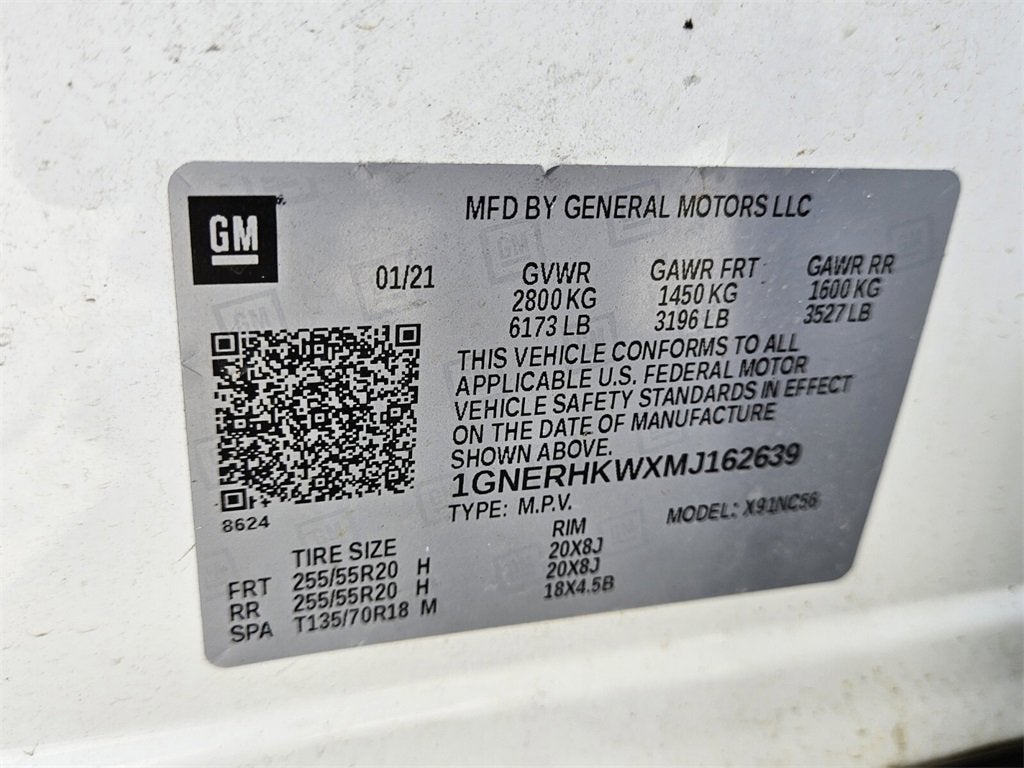 GM
MFD BY GENERAL MOTORS LLC
01/21
GVWR GAWR FRT GAWR RR
2800 KG 1450 KG 1600 KG
6173 LB 3196 LB 3527 LB
THIS VEHICLE CONFORMS TO ALL
APPLICABLE U.S. FEDERAL MOTOR
VEHICLE SAFETY STANDARDS IN EFFECT
ON THE DATE OF MANUFACTURE
SHOWN ABOVE.
1GNERHKWXMJ162639
8624
TYPE: M.P.V. MODEL: X91NC56
TIRE SIZE RIM
FRT 255/55R20 H 20X8J
RR 255/55R20 H 20X8J
SPA T135/70R18 M 18X4.5B